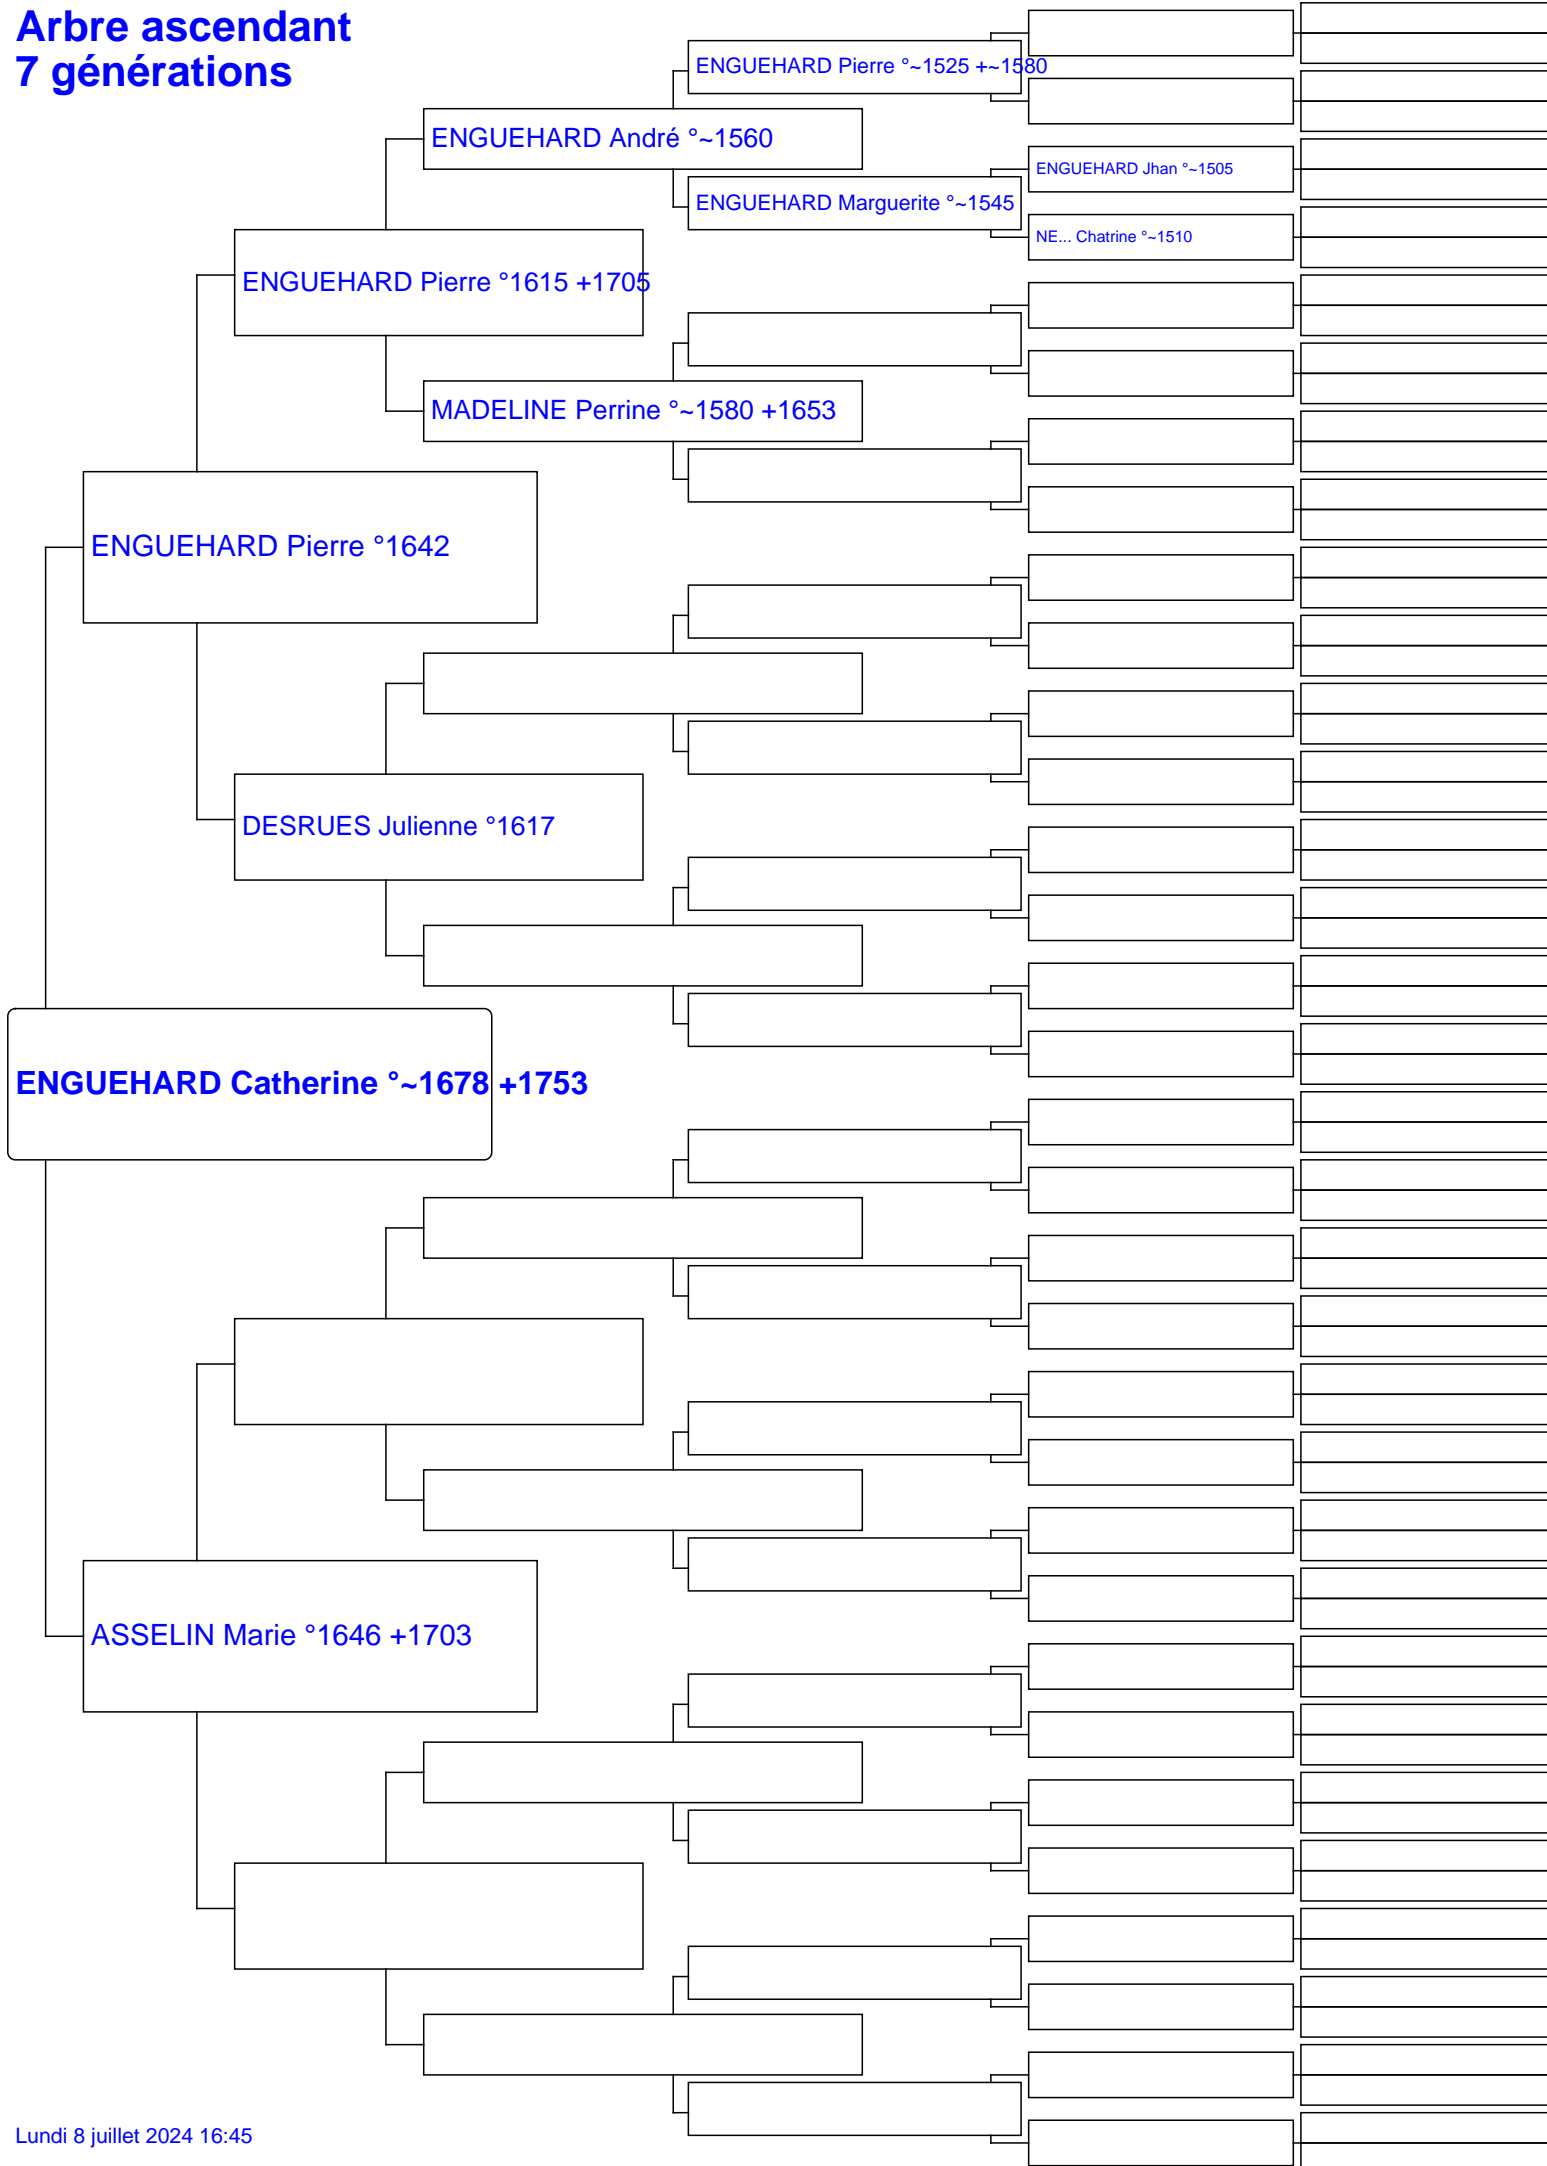 Arbre ascendant
7 générations
ENGUEHARD Pierre °~1525 +~1580
ENGUEHARD André °~1560
ENGUEHARD Jhan °~1505
ENGUEHARD Marguerite °~1545
NE... Chatrine °~1510
ENGUEHARD Pierre °1615 +1705
MADELINE Perrine °~1580 +1653
ENGUEHARD Pierre °1642
DESRUES Julienne °1617
ENGUEHARD Catherine °~1678 +1753
ASSELIN Marie °1646 +1703
Lundi 8 juillet 2024 16:45